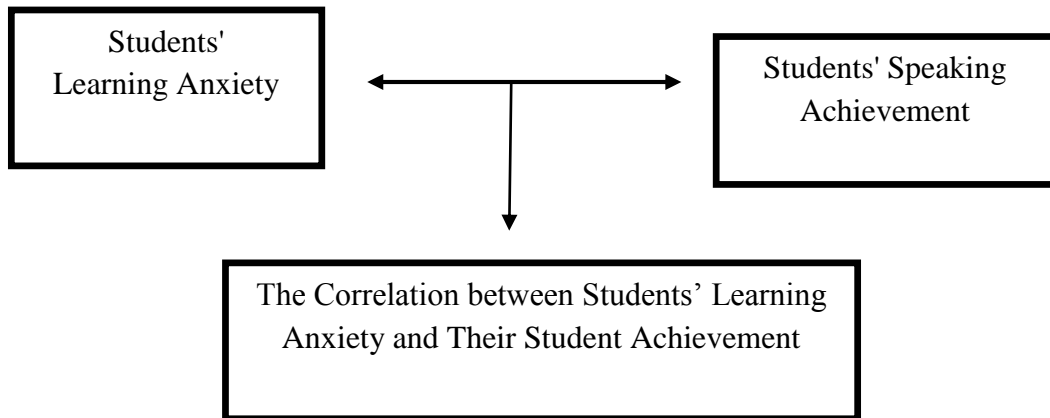 Students'
Learning Anxiety
Students' Speaking
Achievement
The Correlation between Students’ Learning
Anxiety and Their Student Achievement